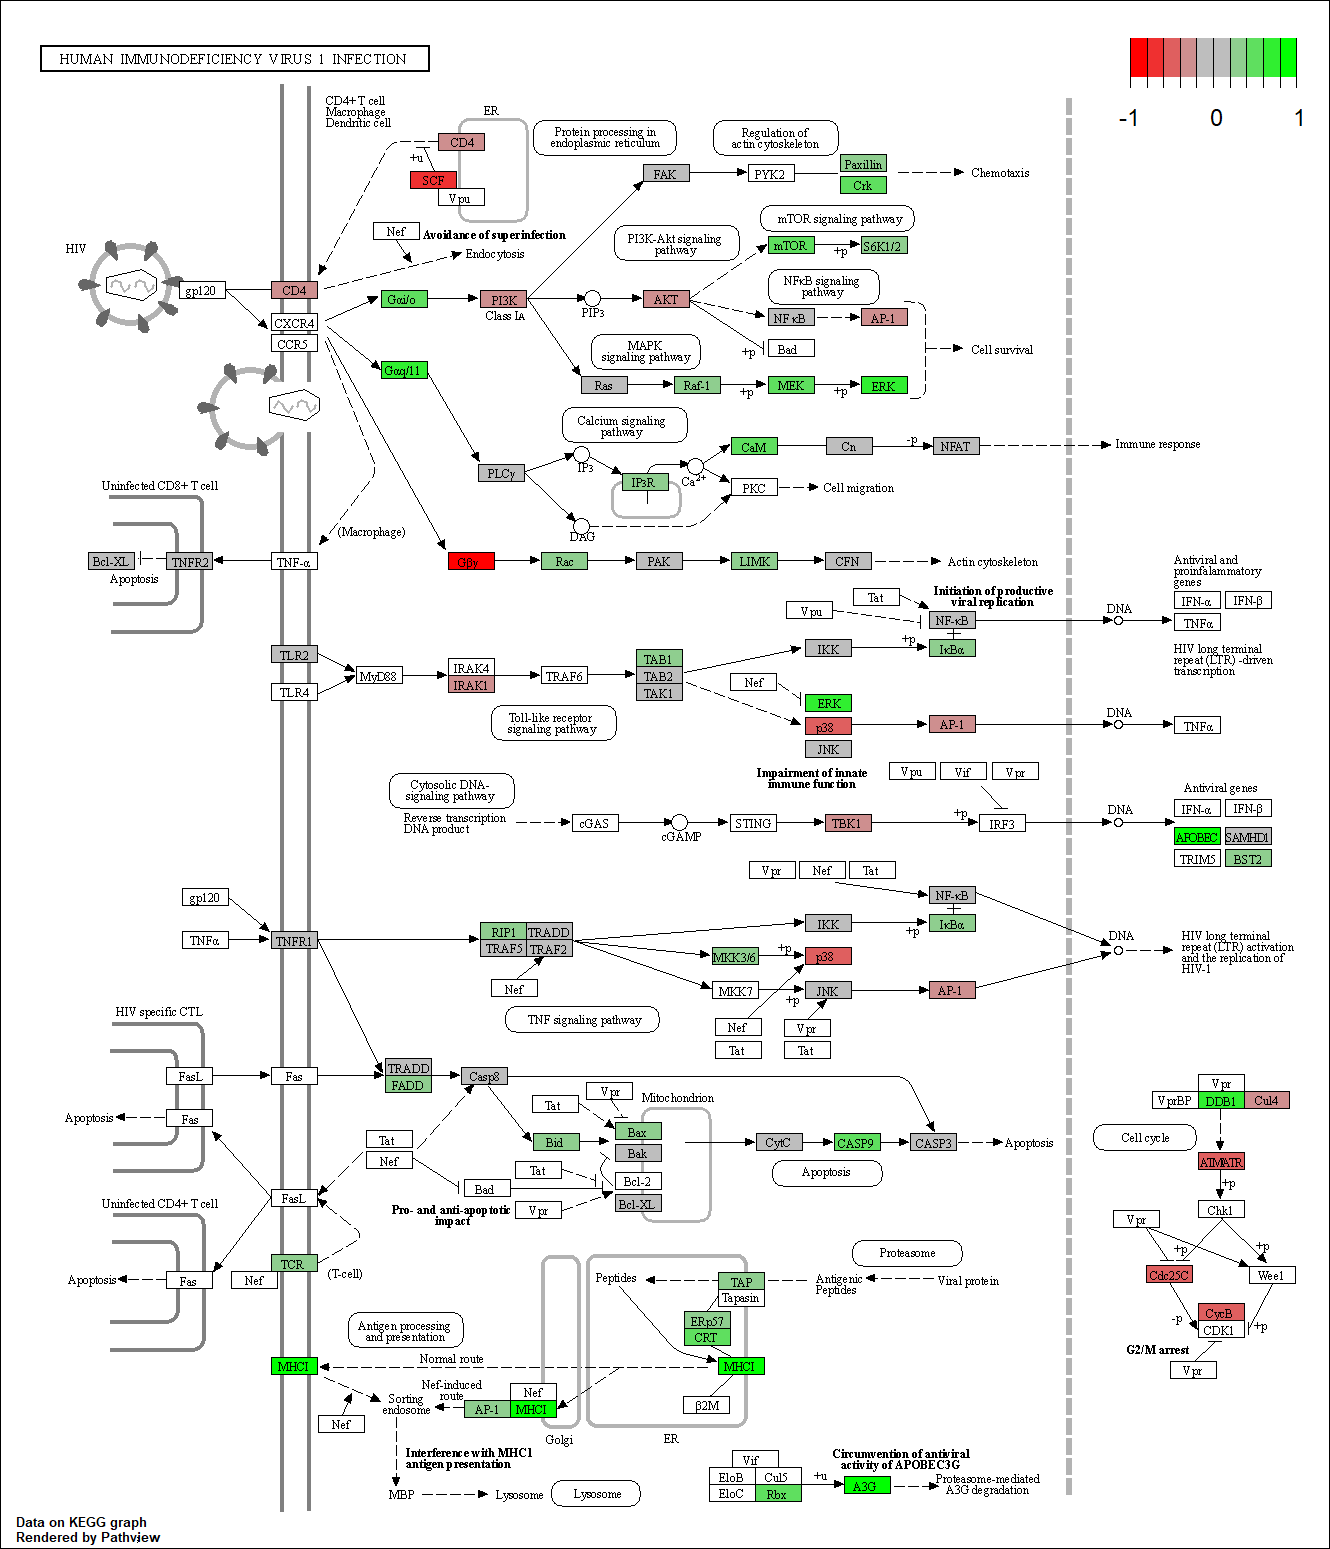 HUMAN IMMUNODEFICIENCY VIRUS 1 INFECTION
-1 0 1
CD4+ T cell
Macrophage
Dendritic cell
ER
CD4
+u
SCF
Vpu
Protein processing in
endoplasmic reticulum
Regulation of
actin cytoskeleton
FAK
PYK2
Paxillin
Crk
Chemotaxis
Nef
Avoidance of superinfection
Endocytosis
PI3K-Akt signaling
pathway
mTOR signaling pathway
mTOR
+p
S6K1/2
HIV
gp120
CD4
CXCR4
CCR5
Gαi/o
PI3K
Class IA
PIP3
AKT
NFκB signaling
pathway
NFκB
AP-1
Bad
+p
Cell survival
Gαq/11
MAPK
signaling pathway
Ras
Raf-1
+p
MEK
+p
ERK
Calcium signaling
pathway
PLCγ
IP3
IP3R
Ca2+
CaM
Cn
-p
NFAT
Immune response
PKC
Cell migration
DAG
Uninfected CD8+ T cell
(Macrophage)
Bcl-XL
Apoptosis
TNFR2
TNF-α
Gβγ
Rac
PAK
LIMK
CFN
Actin cytoskeleton
Antiviral and
proinfalammatory
genes
IFN-α
IFN-β
TNFα
Initiation of productive
viral replication
Tat
Vpu
NF-κB
DNA
+p
IKK
IκBα
HIV long terminal
repeat (LTR) -driven
transcription
TLR2
TLR4
MyD88
IRAK4
IRAK1
TRAF6
TAB1
TAB2
TAK1
Nef
ERK
p38
JNK
AP-1
DNA
TNFα
Toll-like receptor
signaling pathway
Impairment of innate
immune function
Vpu
Vif
Vpr
Cytosolic DNA-
signaling pathway
Reverse transcription
DNA product
cGAS
cGAMP
STING
TBK1
+p
IRF3
DNA
Antiviral genes
IFN-α
IFN-β
APOBEC
SAMHD1
TRIM5
BST2
Vpr
Nef
Tat
gp120
TNFα
TNFR1
RIP1
TRADD
TRAF5
TRAF2
Nef
IKK
+p
NF-κB
IκBα
MKK3/6
+p
p38
MKK7
+p
JNK
AP-1
DNA
HIV long terminal
repeat (LTR) activation
and the replication of
HIV-1
TNF signaling pathway
Nef
Tat
Vpr
Tat
HIV specific CTL
FasL
Fas
Apoptosis
Fas
TRADD
FADD
Casp8
Tat
Vpr
Mitochondrion
Bid
Bax
Bak
Bcl-2
Bcl-XL
CytC
CASP9
CASP3
Apoptosis
Apoptosis
Tat
Nef
Bad
Tat
Vpr
Pro- and anti-apoptotic
impact
Uninfected CD4+ T cell
FasL
TCR
(T-cell)
Nef
Fas
Apoptosis
Vpr
VprBP
DDB1
Cul4
Cell cycle
ATM/ATR
+p
Chk1
Vpr
+p
+p
Cdc25C
Wee1
CycB
CDK1
-p
+p
G2/M arrest
Vpr
Proteasome
Peptides
TAP
Tapasin
Antigenic
Peptides
Viral protein
ERp57
CRT
Antigen processing
and presentation
MHCI
Normal route
MHCI
Nef-induced
route
Nef
AP-1
MHCI
β2M
Nef
Sorting
endosome
Golgi
ER
Interference with MHC1
antigen presentation
MBP
Lysosome
Lysosome
Vif
EloB
Cul5
EloC
Rbx
+u
Circumvention of antiviral
activity of APOBEC3G
A3G
Proteasome-mediated
A3G degradation
Data on KEGG graph
Rendered by Pathview